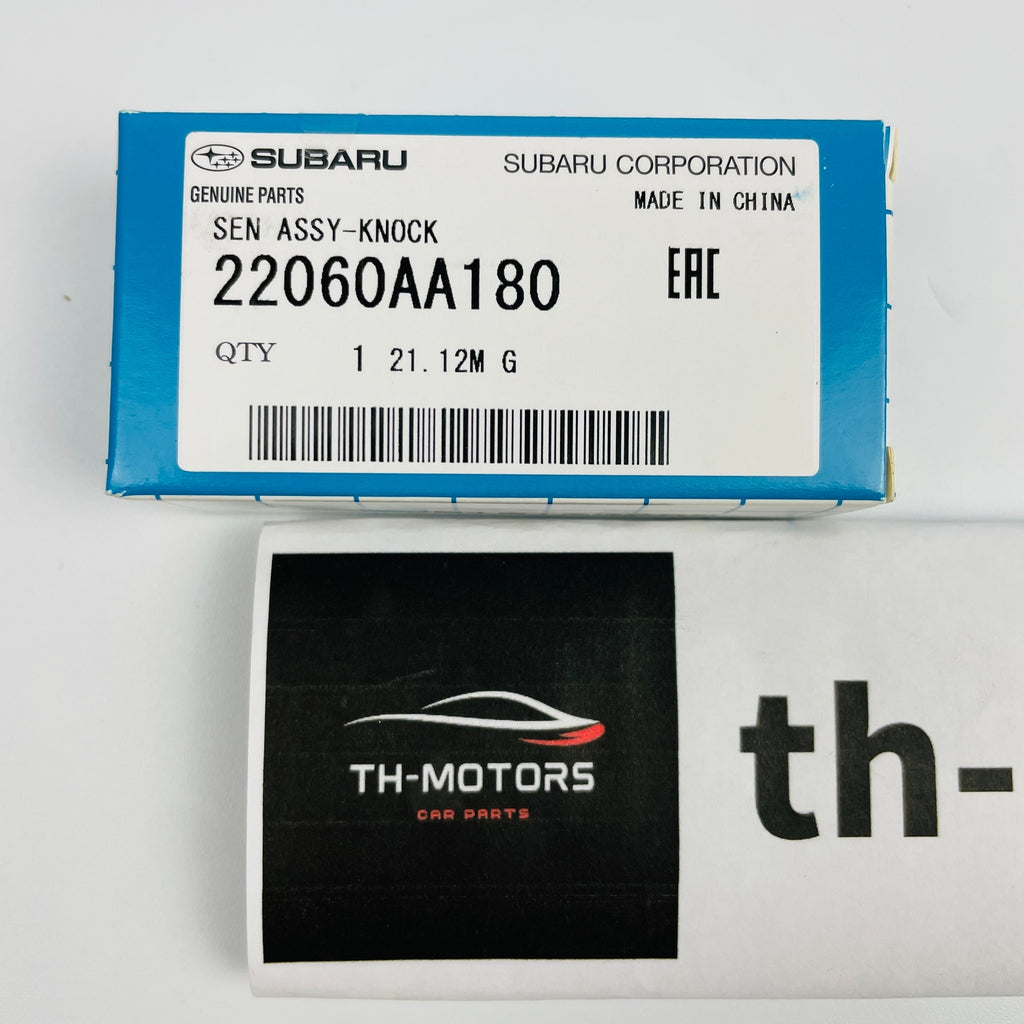 SUBARU
SUBARU CORPORATION
GENUINE PARTS
MADE IN CHINA
SEN ASSY-KNOCK
22060AA180
EAC
QTY 1 21.12M G
TH-MOTORS
CAR PARTS
th-